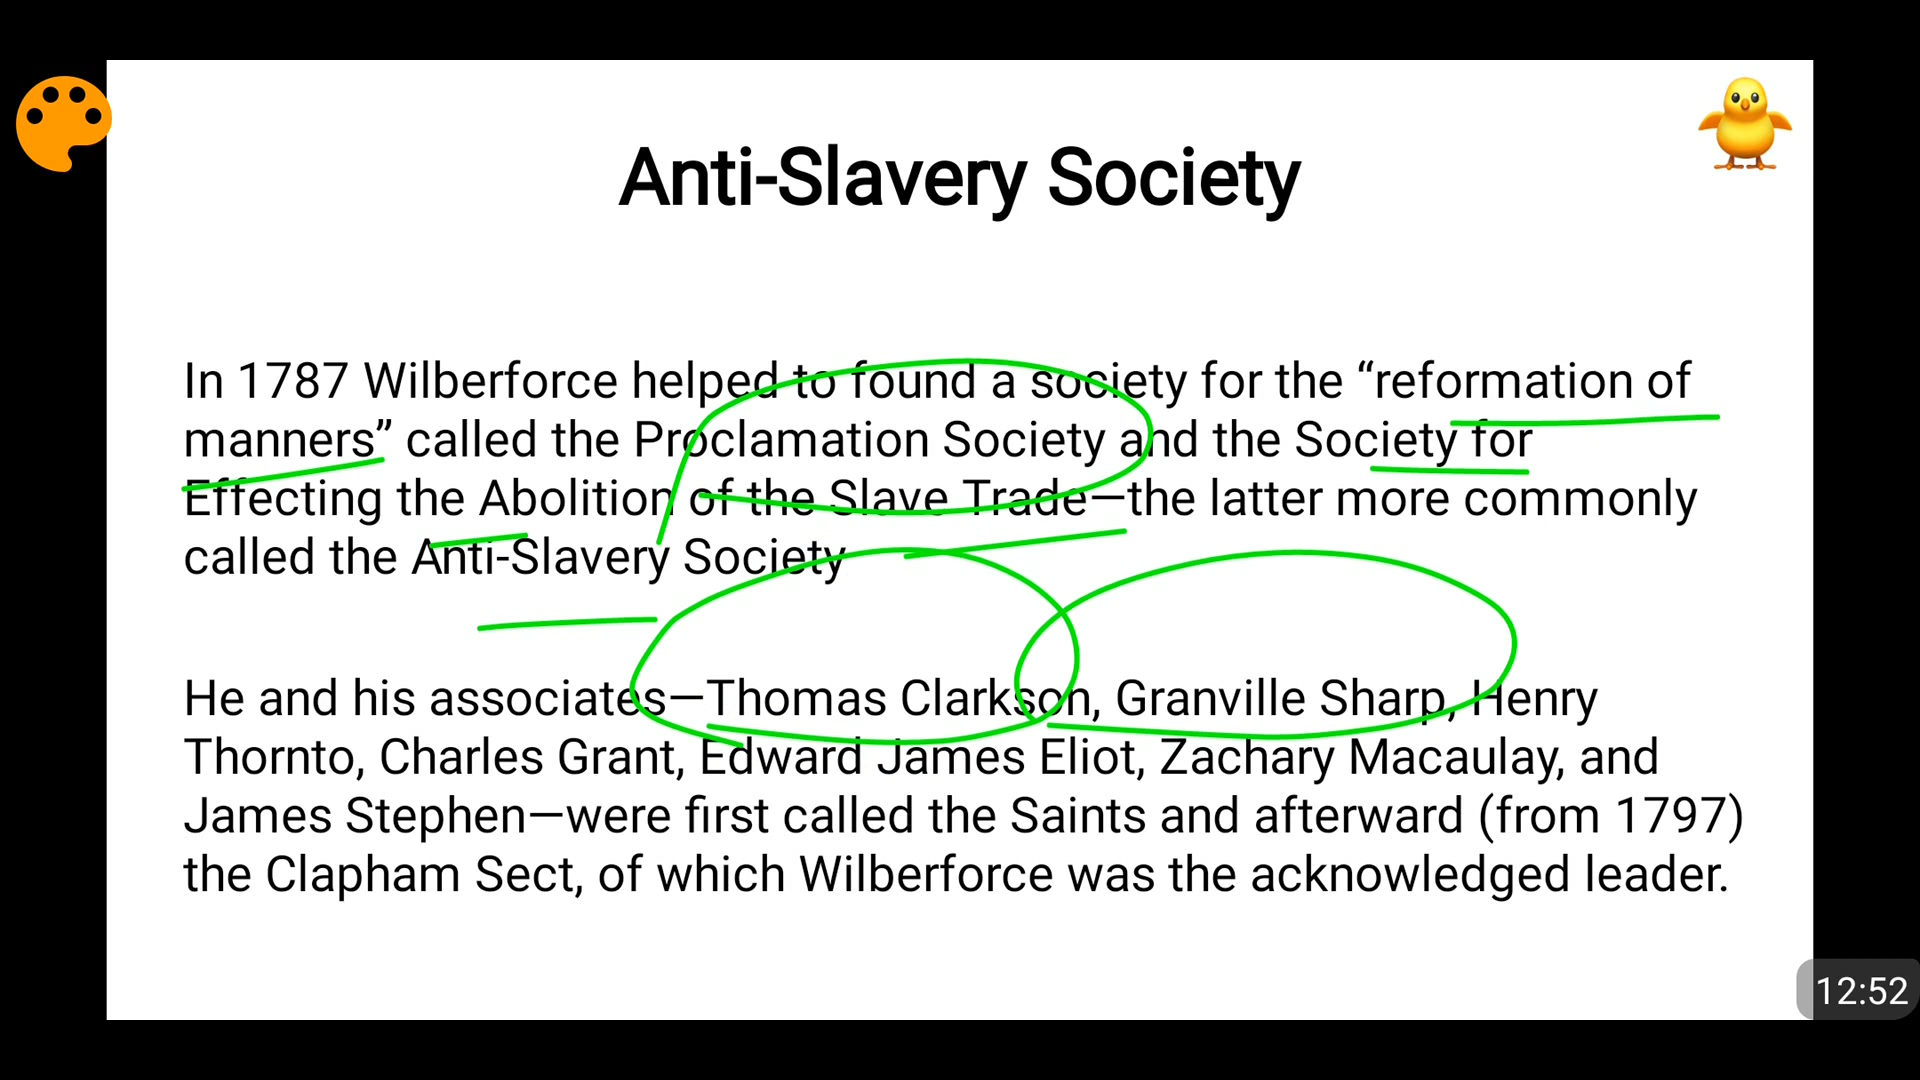 Anti-Slavery Society
In 1787 Wilberforce helped to found a society for the “reformation of
manners” called the Proclamation Society and the Society for
Effecting the Abolition of the Slave Trade—the latter more commonly
called the Anti-Slavery Society
He and his associates—Thomas Clarkson, Granville Sharp, Henry
Thornto, Charles Grant, Edward James Eliot, Zachary Macaulay, and
James Stephen—were first called the Saints and afterward (from 1797)
the Clapham Sect, of which Wilberforce was the acknowledged leader.
12:52